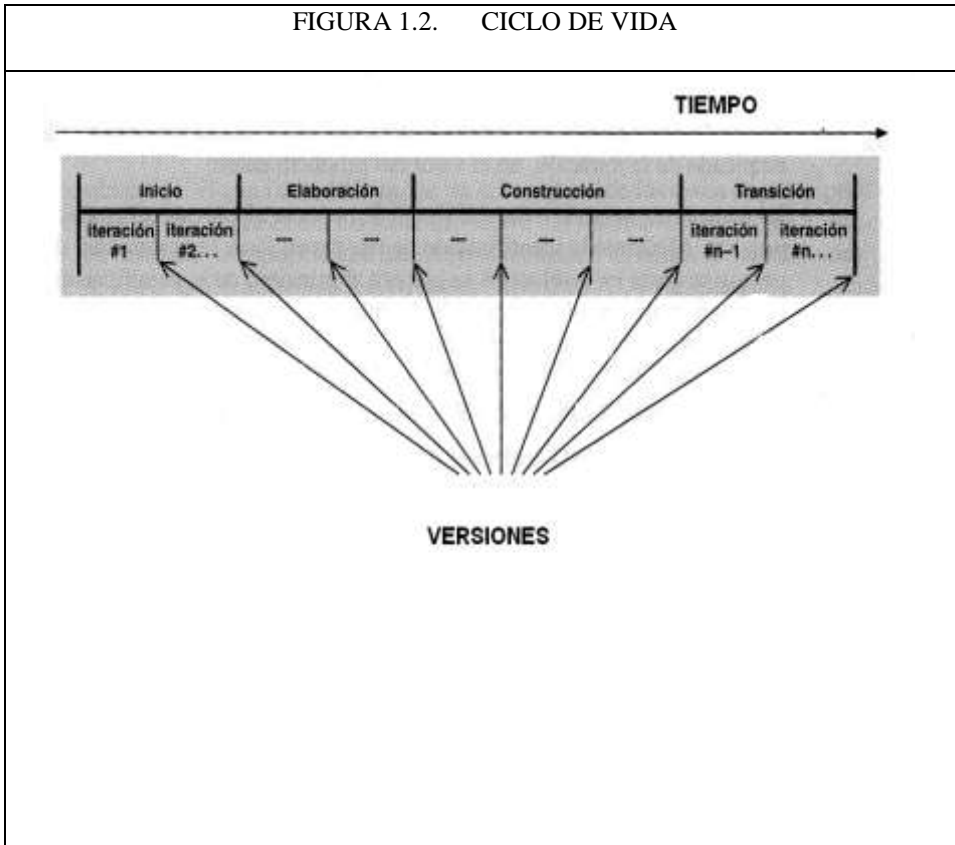 FIGURA 1.2. CICLO DE VIDA
TIEMPO
Inicio Elaboración Construcción Transición
iteración iteración --- --- --- --- --- iteración iteración
#1 #2... #n–1 #n...
VERSIONES